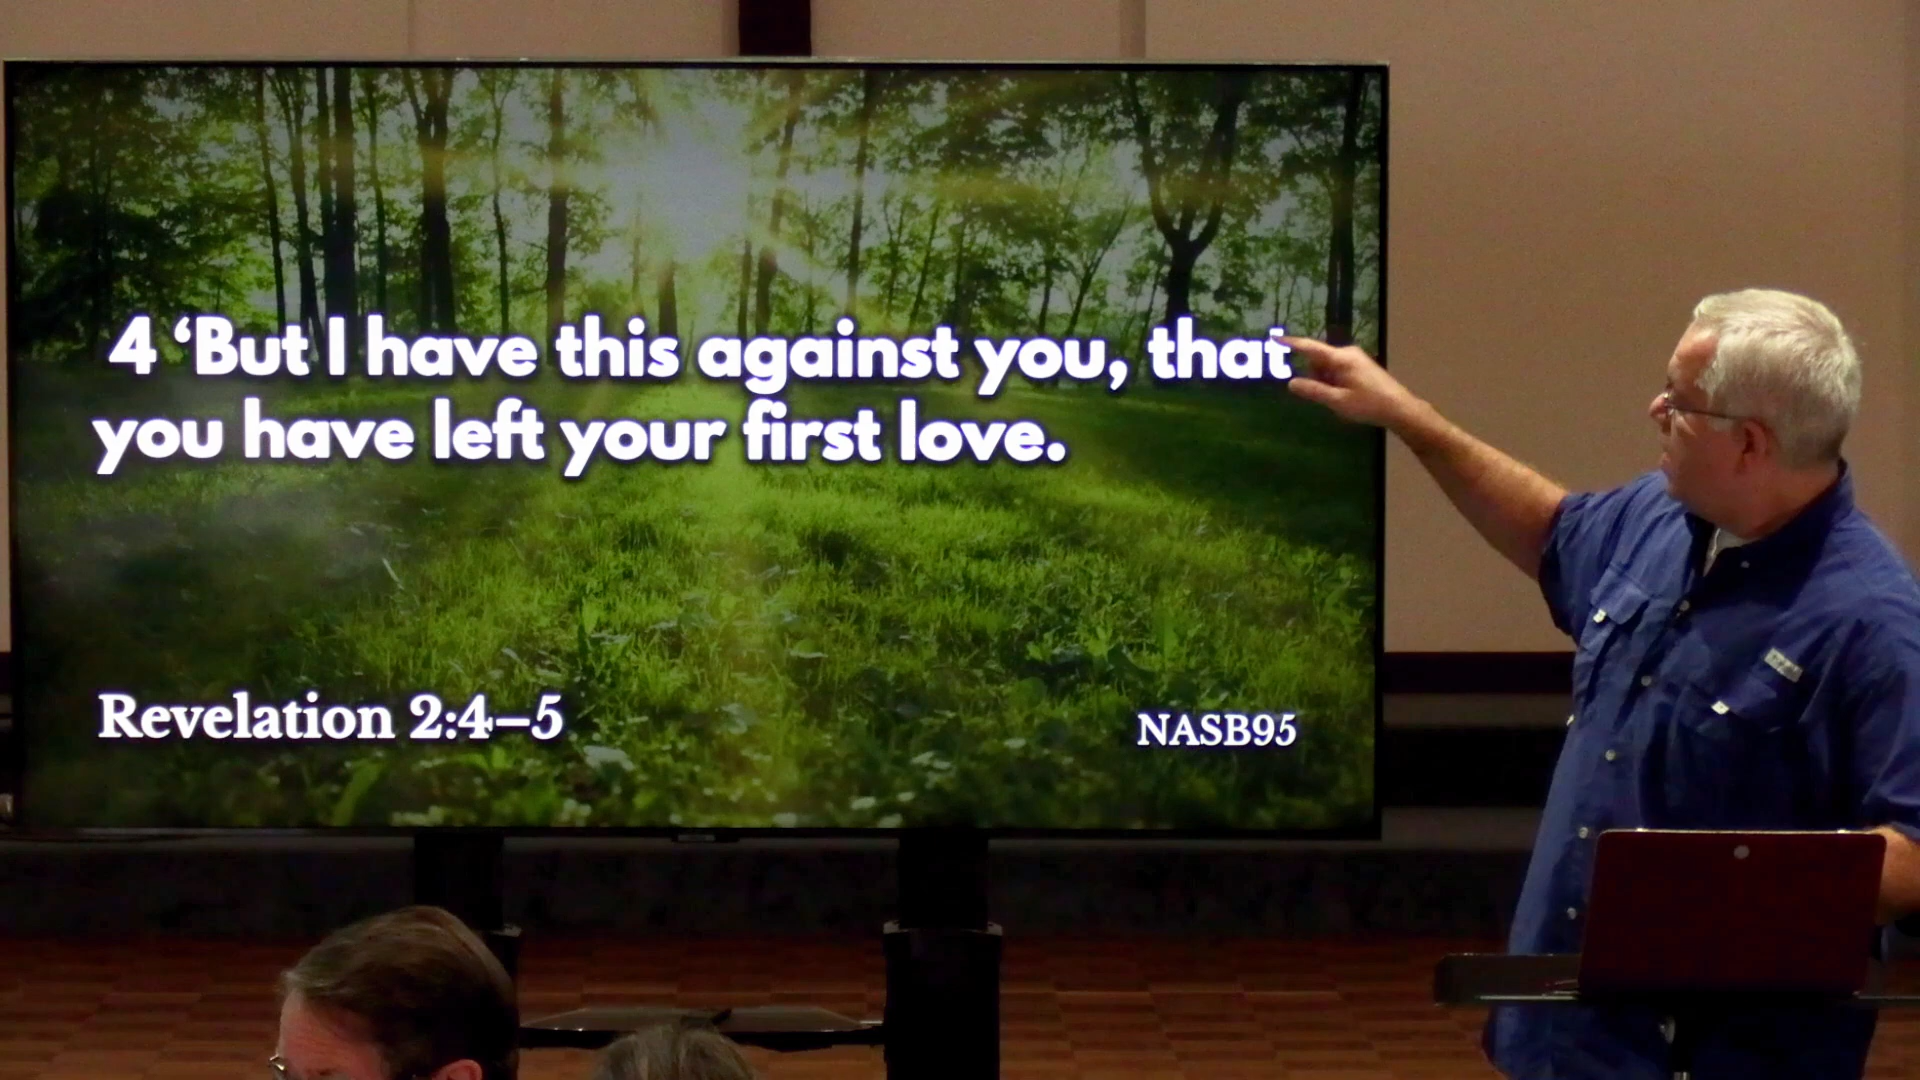 4 ‘But I have this against you, that
you have left your first love.
Revelation 2:4–5
NASB95